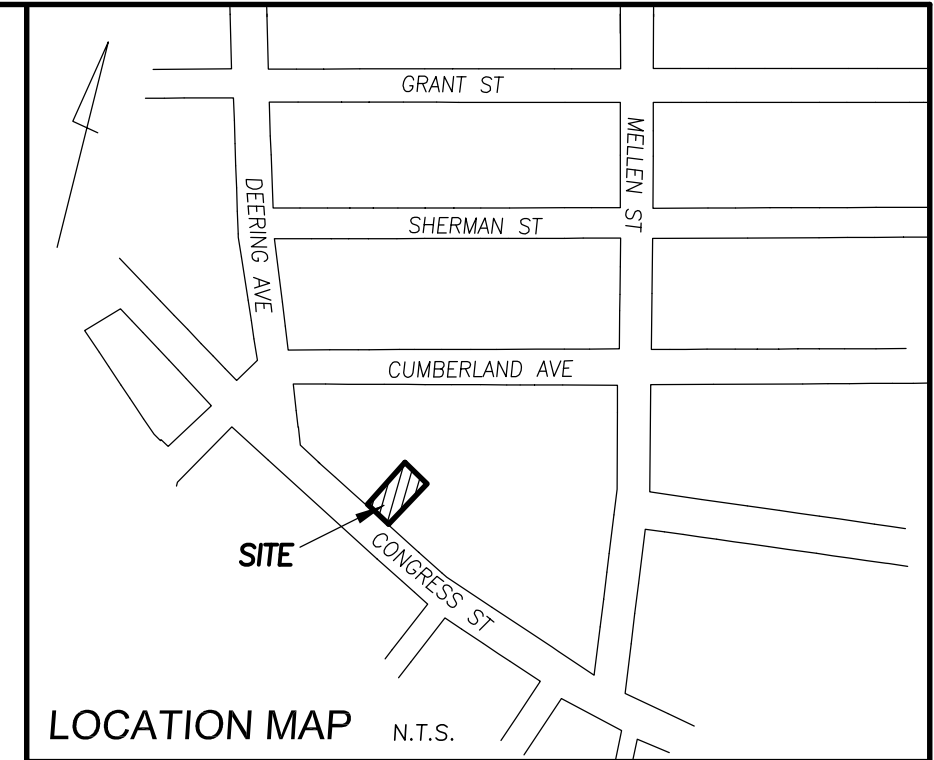 GRANT ST
MELLEN ST
DEERING AVE
SHERMAN ST
CUMBERLAND AVE
SITE
CONGRESS ST
LOCATION MAP N.T.S.